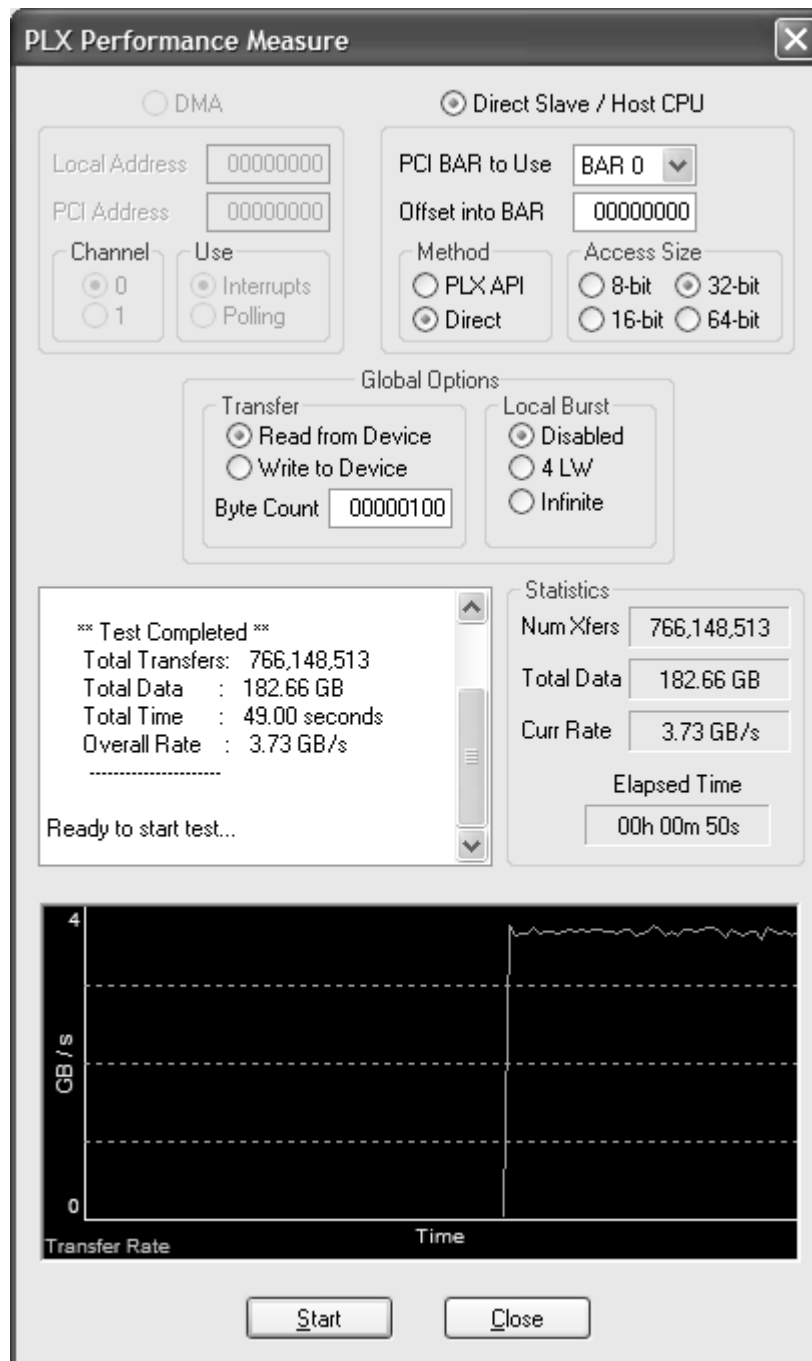 PLX Performance Measure
DMA
Direct Slave / Host CPU
Local Address 00000000
PCI Address 00000000
Channel
0
1
Use
Interrupts
Polling
PCI BAR to Use BAR 0
Offset into BAR 00000000
Method
PLX API
Direct
Access Size
8-bit 32-bit
16-bit 64-bit
Global Options
Transfer
Read from Device
Write to Device
Byte Count 00000100
Local Burst
Disabled
4 LW
Infinite
** Test Completed **
Total Transfers: 766,148,513
Total Data : 182.66 GB
Total Time : 49.00 seconds
Overall Rate : 3.73 GB/s
----------------------
Ready to start test...
Statistics
Num Xfers 766,148,513
Total Data 182.66 GB
Curr Rate 3.73 GB/s
Elapsed Time
00h 00m 50s
4
GB / s
0
Time
Transfer Rate
Start
Close